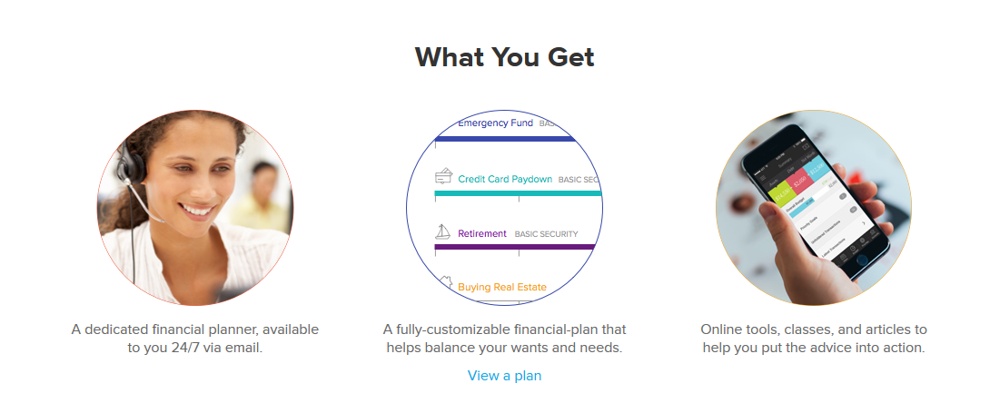 What You Get
Emergency Fund BAS
Credit Card Paydown BASIC SEC
Retirement BASIC SECURITY
Buying Real Estate
A dedicated financial planner, available
to you 24/7 via email.
A fully-customizable financial-plan that
helps balance your wants and needs.
View a plan
Online tools, classes, and articles to
help you put the advice into action.